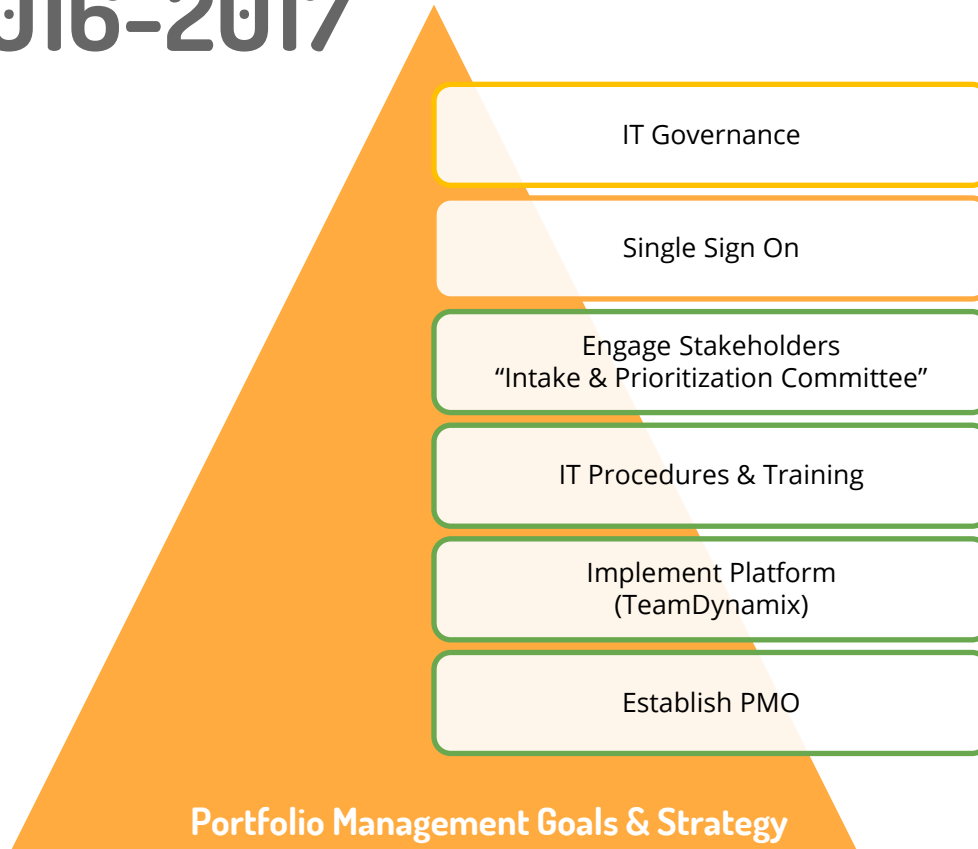 016-2017
IT Governance
Single Sign On
Engage Stakeholders
“Intake & Prioritization Committee”
IT Procedures & Training
Implement Platform
(TeamDynamix)
Establish PMO
Portfolio Management Goals & Strategy